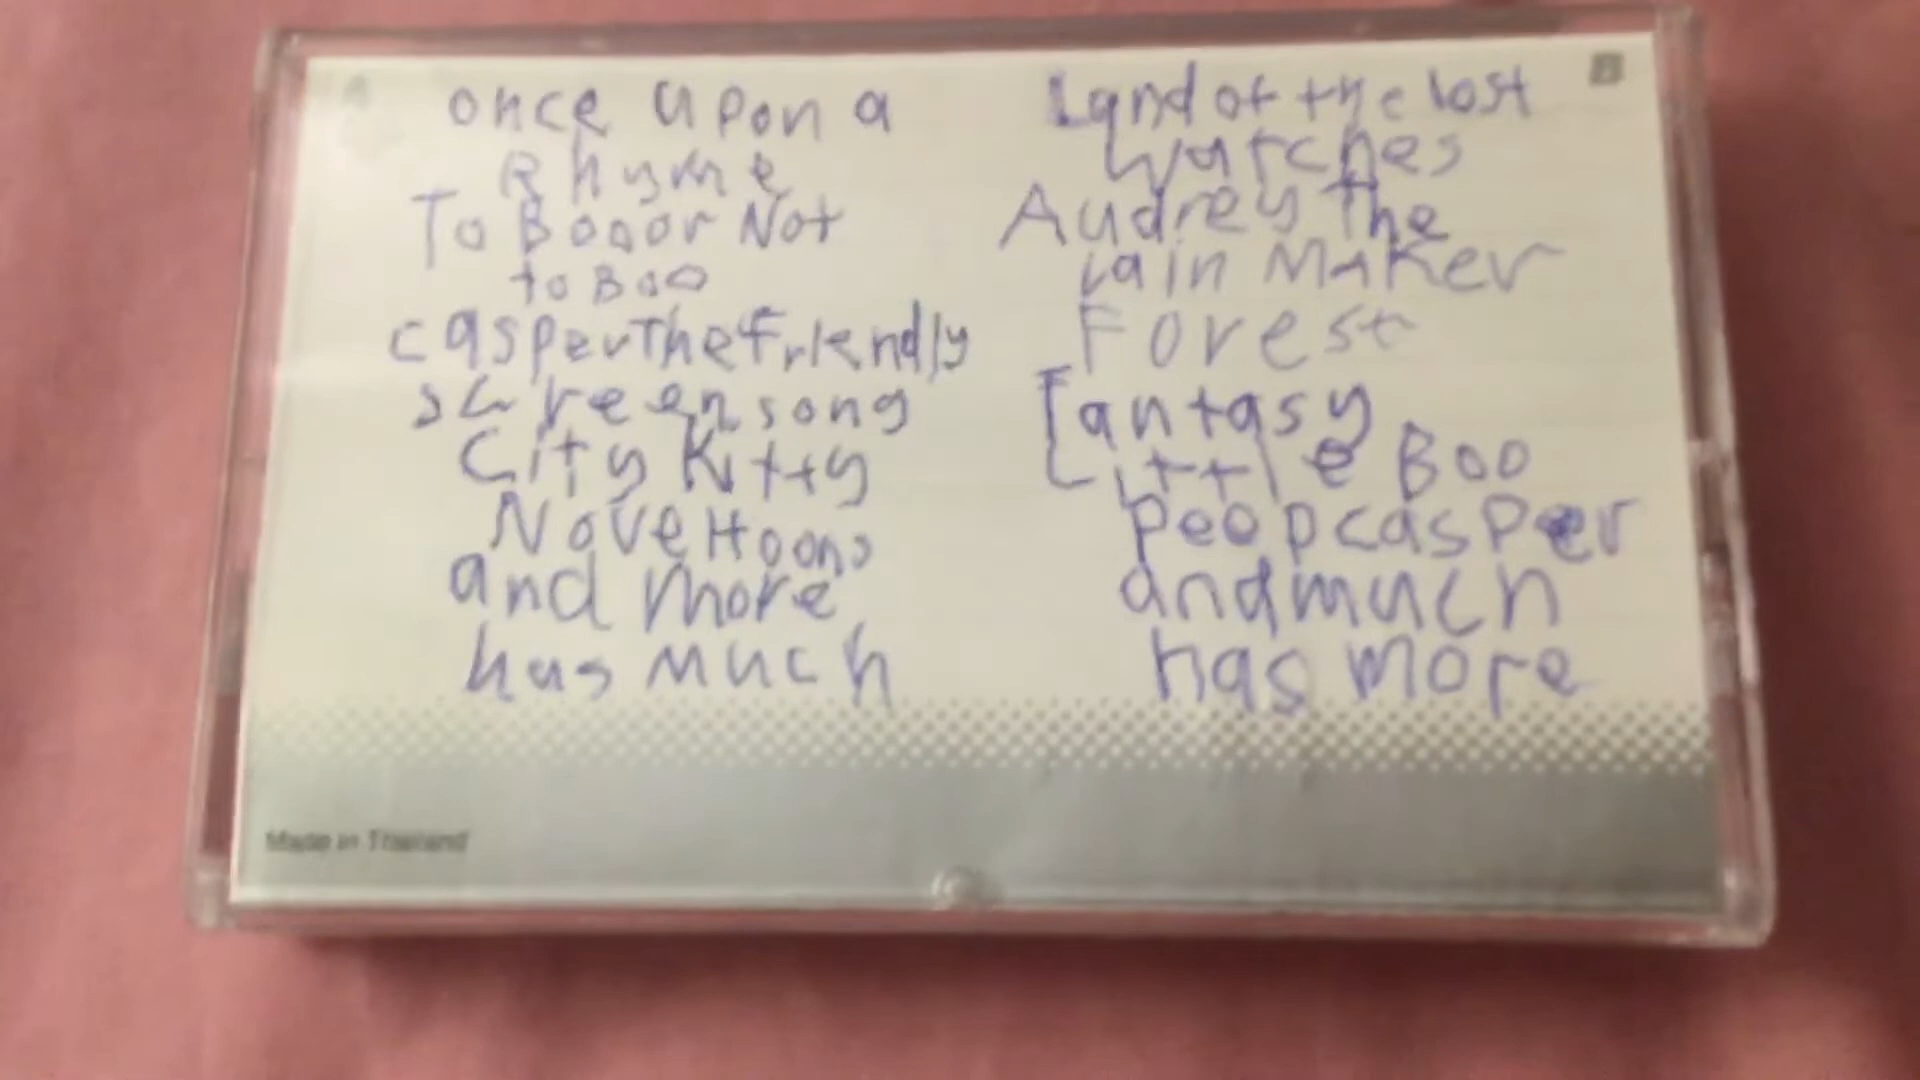 A
once upon a
Rhyme
To Booor Not
to Boo
casperThefriendly
screensong
City Kitty
Noveltoons
and more
has much
B
Land of the lost
watches
Audrey the
rain Maker
Forest
Fantasy
Little Boo
peepcasper
andmuch
has more
Made in Thailand